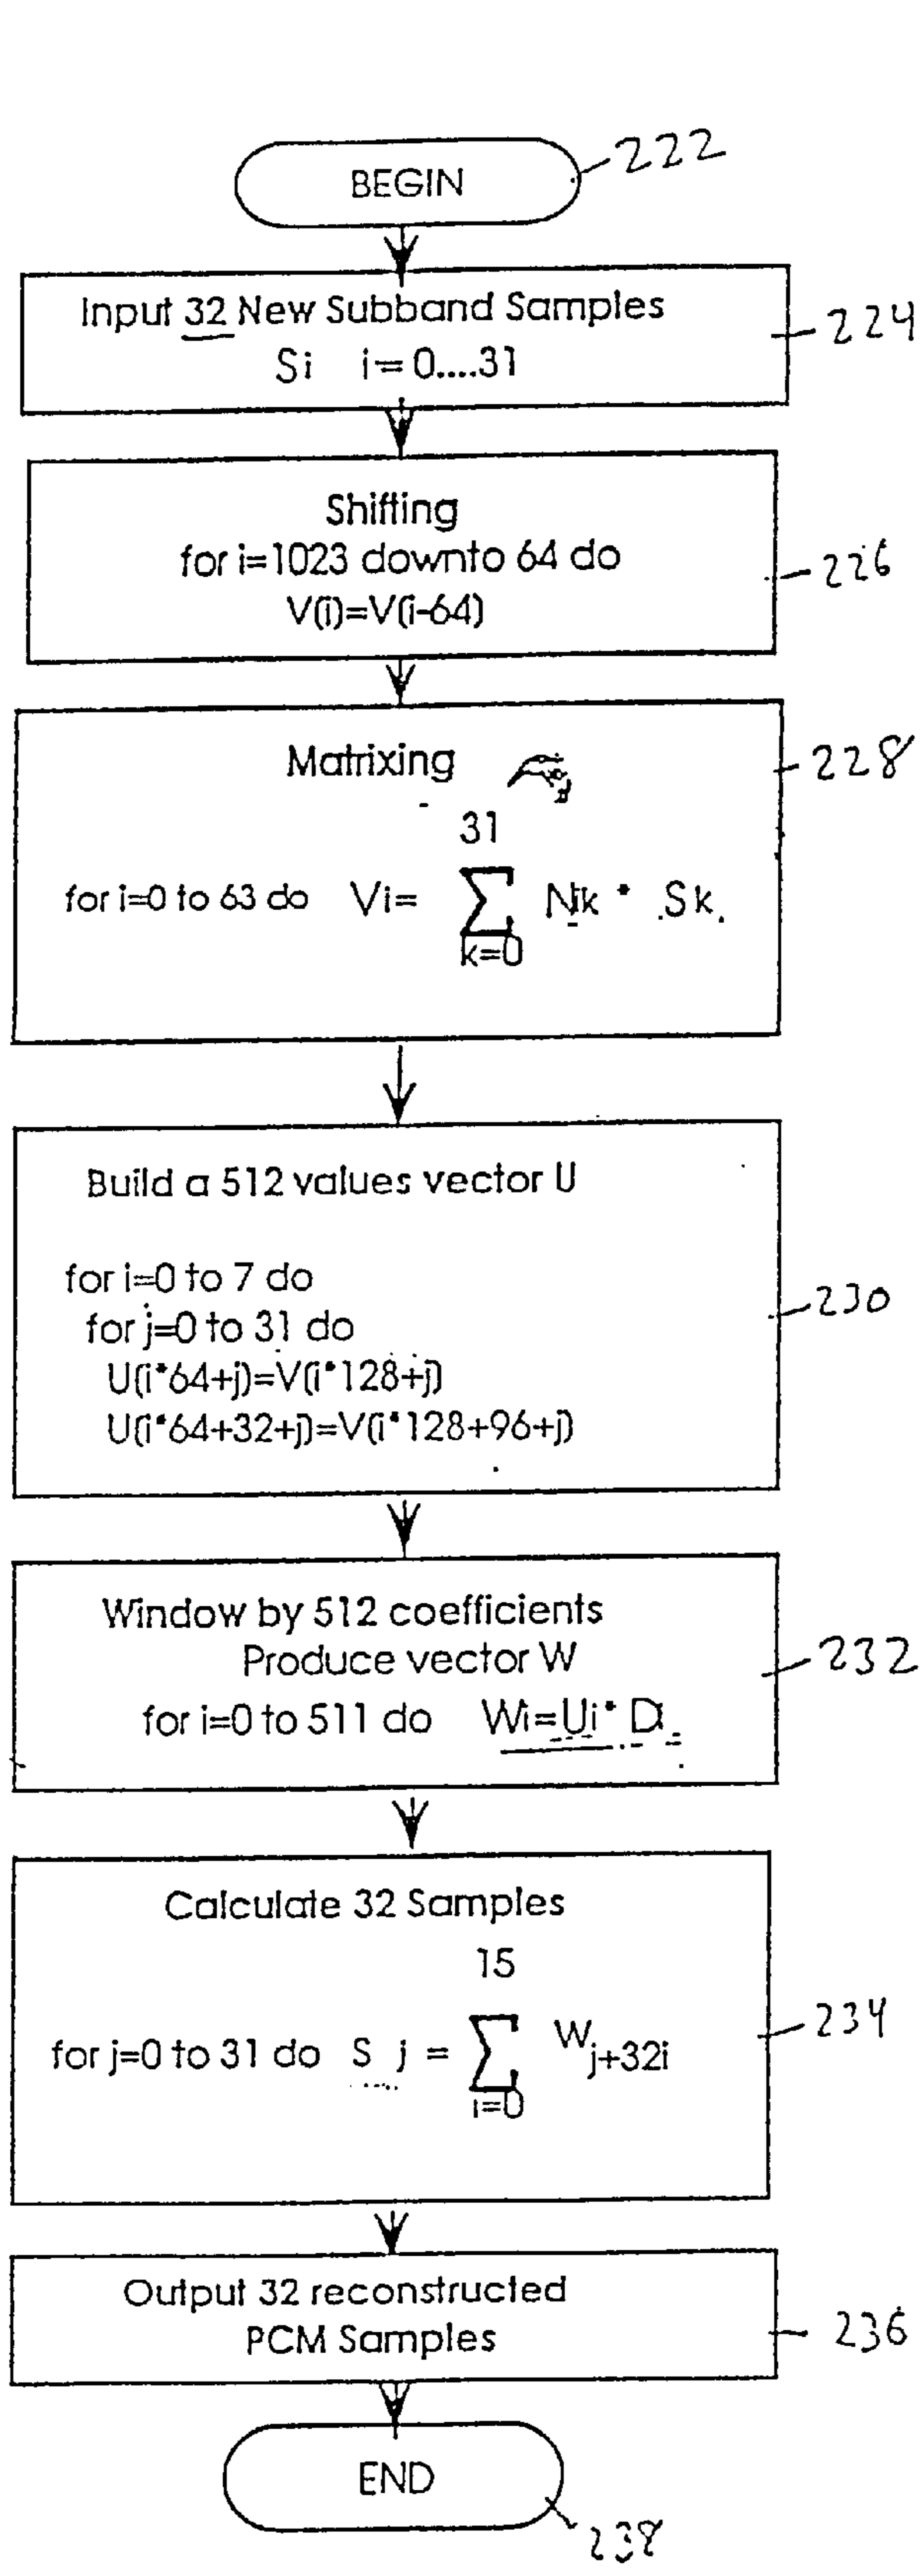 BEGIN
222
Input 32 New Subband Samples
Si i= 0....31
224
Shifting
for i=1023 downto 64 do
V(i)=V(i-64)
226
Matrixing
228
31
for i=0 to 63 do Vi= ∑ Nik * Sk
k=0
Build a 512 values vector U
for i=0 to 7 do
for j=0 to 31 do
U(i*64+j)=V(i*128+j)
U(i*64+32+j)=V(i*128+96+j)
230
Window by 512 coefficients
Produce vector W
for i=0 to 511 do Wi=Ui* Di
232
Calculate 32 Samples
15
for j=0 to 31 do S j = ∑ Wj+32i
i=0
234
Output 32 reconstructed
PCM Samples
236
END
238